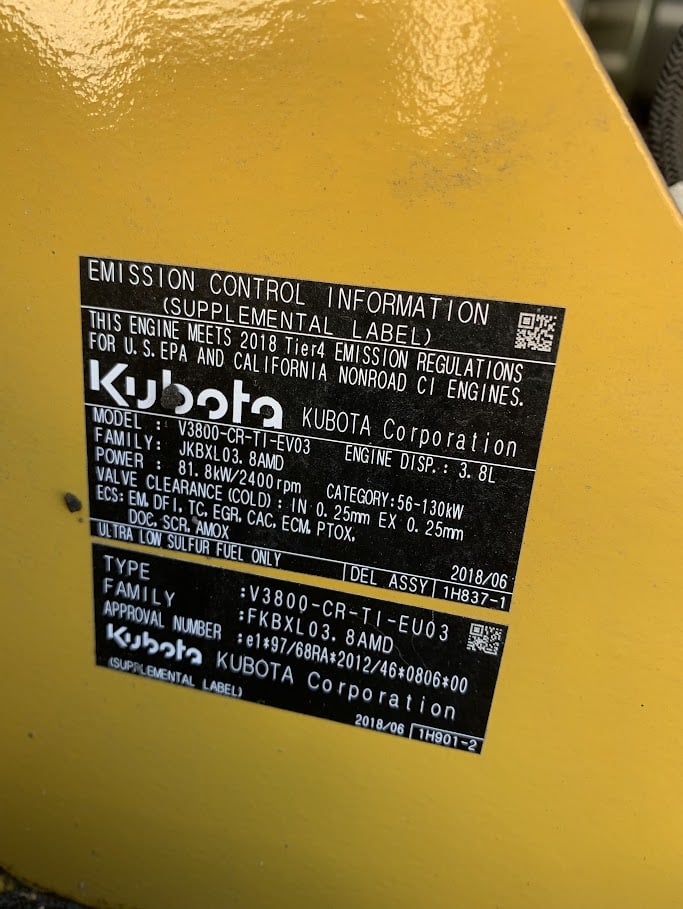 EMISSION CONTROL INFORMATION
(SUPPLEMENTAL LABEL)
THIS ENGINE MEETS 2018 Tier4 EMISSION REGULATIONS
FOR U.S. EPA AND CALIFORNIA NONROAD CI ENGINES.
Kubota KUBOTA Corporation
MODEL : V3800-CR-TI-EV03 ENGINE DISP.: 3.8L
FAMILY: JKBXL03.8AMD
POWER : 81.8kW/2400rpm CATEGORY:56-130kW
VALVE CLEARANCE (COLD): IN 0.25mm EX 0.25mm
ECS: EM, DFI, TC, EGR, CAC, ECM, PTOX,
DOC, SCR, AMOX 2018/06
ULTRA LOW SULFUR FUEL ONLY DEL ASSY 1H837-1
TYPE :V3800-CR-TI-EU03
FAMILY :FKBXL03.8AMD
APPROVAL NUMBER :e1*97/68RA*2012/46*0806*00
Kubota KUBOTA Corporation
(SUPPLEMENTAL LABEL) 2018/06 1H901-2